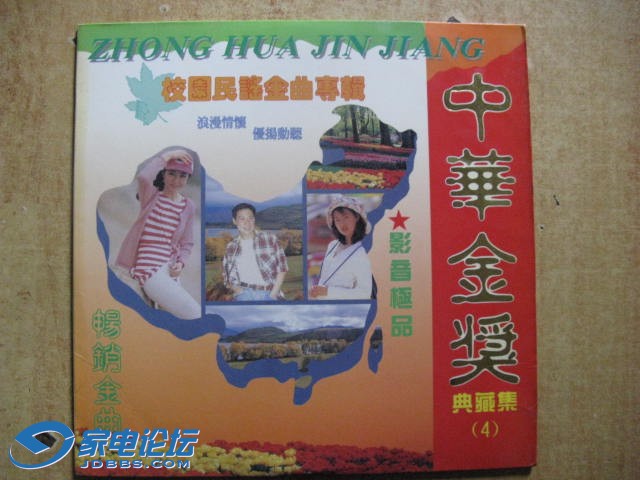 ZHONG HUA JIN JIANG
校園民謠金曲專輯
浪漫情懷
優揚動聽
★影音極品
暢銷金曲
中華金獎
典藏集
(4)
家电论坛
JDBBS.COM